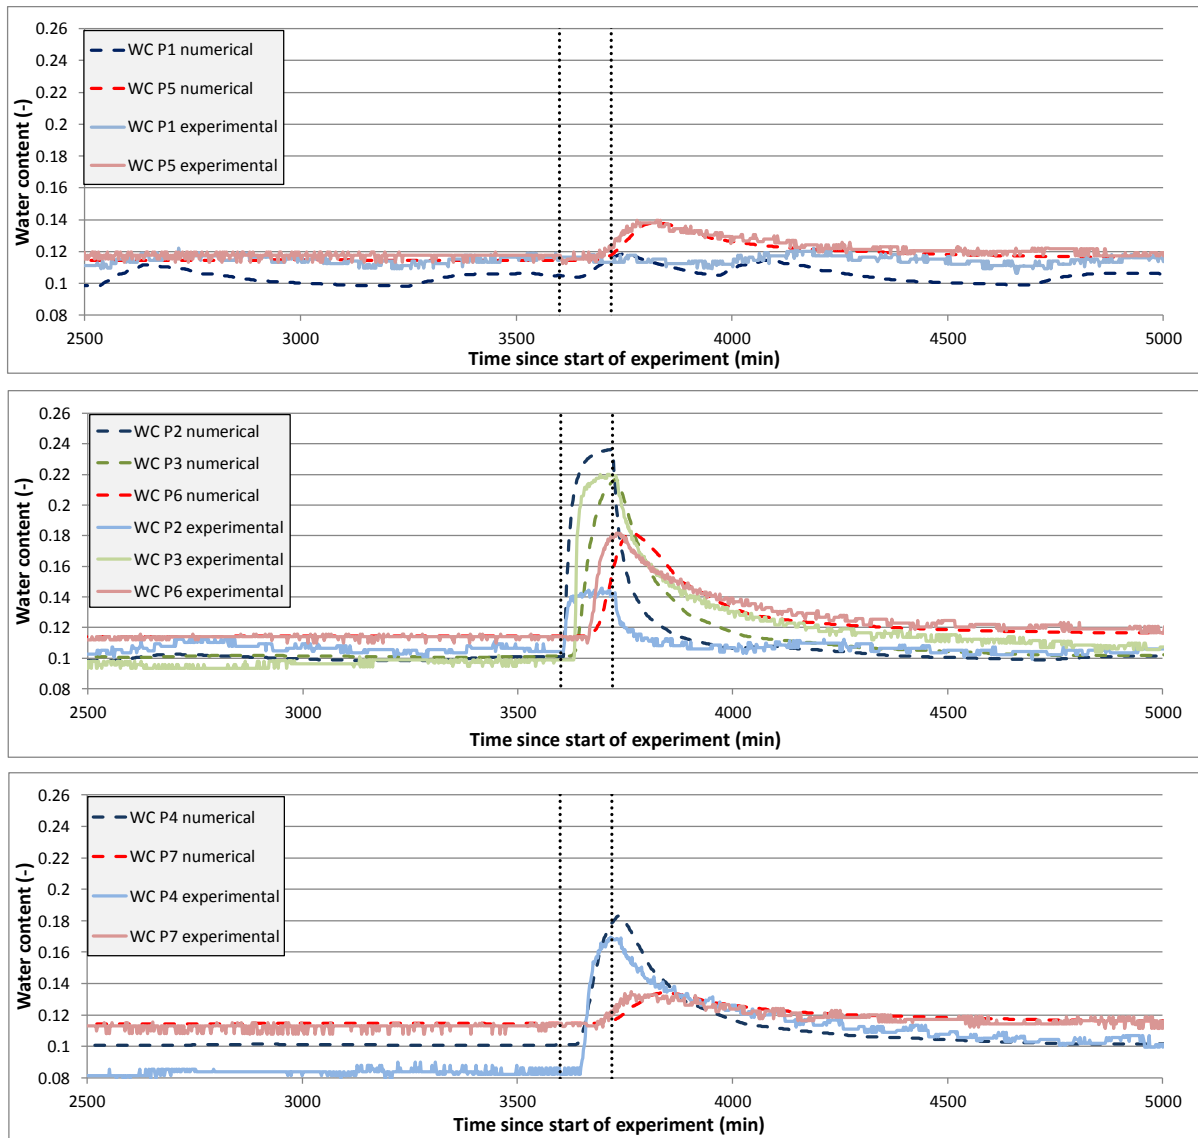 0.26
0.24
0.22
0.2
0.18
0.16
0.14
0.12
0.1
0.08
Water content (-)
WC P1 numerical
WC P5 numerical
WC P1 experimental
WC P5 experimental
2500 3000 3500 4000 4500 5000
Time since start of experiment (min)
0.26
0.24
0.22
0.2
0.18
0.16
0.14
0.12
0.1
0.08
Water content (-)
WC P2 numerical
WC P3 numerical
WC P6 numerical
WC P2 experimental
WC P3 experimental
WC P6 experimental
2500 3000 3500 4000 4500 5000
Time since start of experiment (min)
0.26
0.24
0.22
0.2
0.18
0.16
0.14
0.12
0.1
0.08
Water content (-)
WC P4 numerical
WC P7 numerical
WC P4 experimental
WC P7 experimental
2500 3000 3500 4000 4500 5000
Time since start of experiment (min)